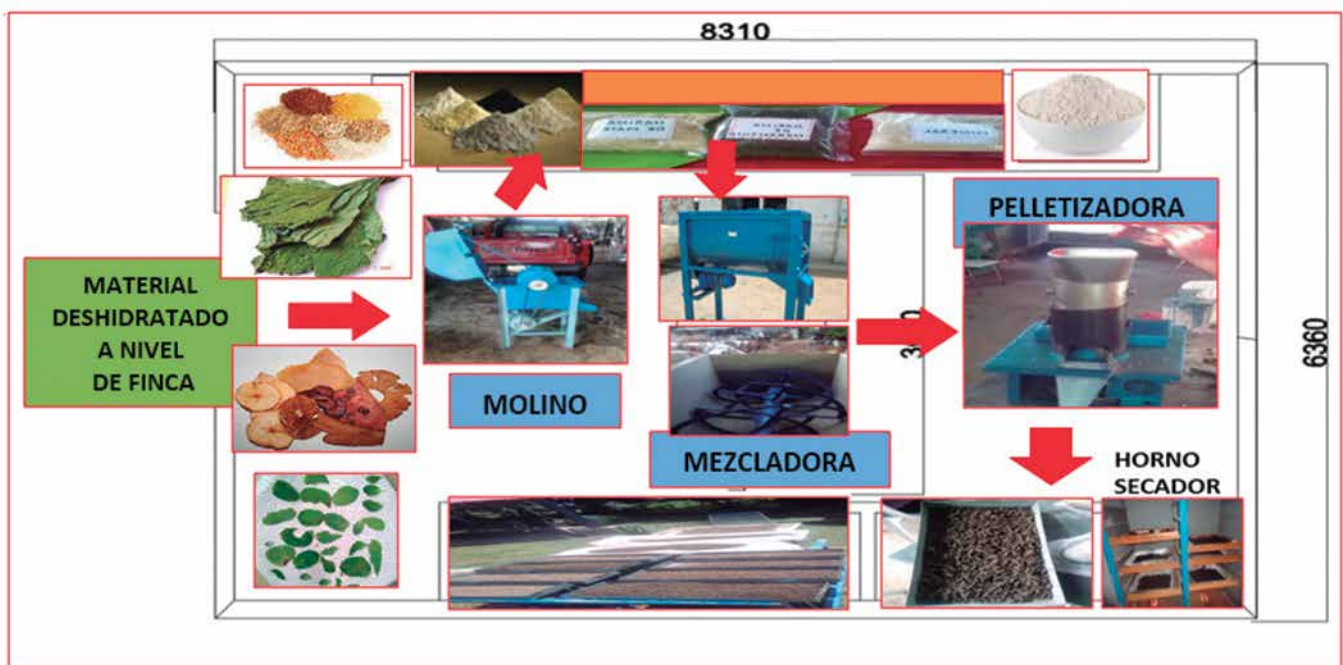 8310
MATERIAL
DESHIDRATADO
A NIVEL
DE FINCA
MOLINO
MEZCLADORA
PELLETIZADORA
6360
HORNO
SECADOR